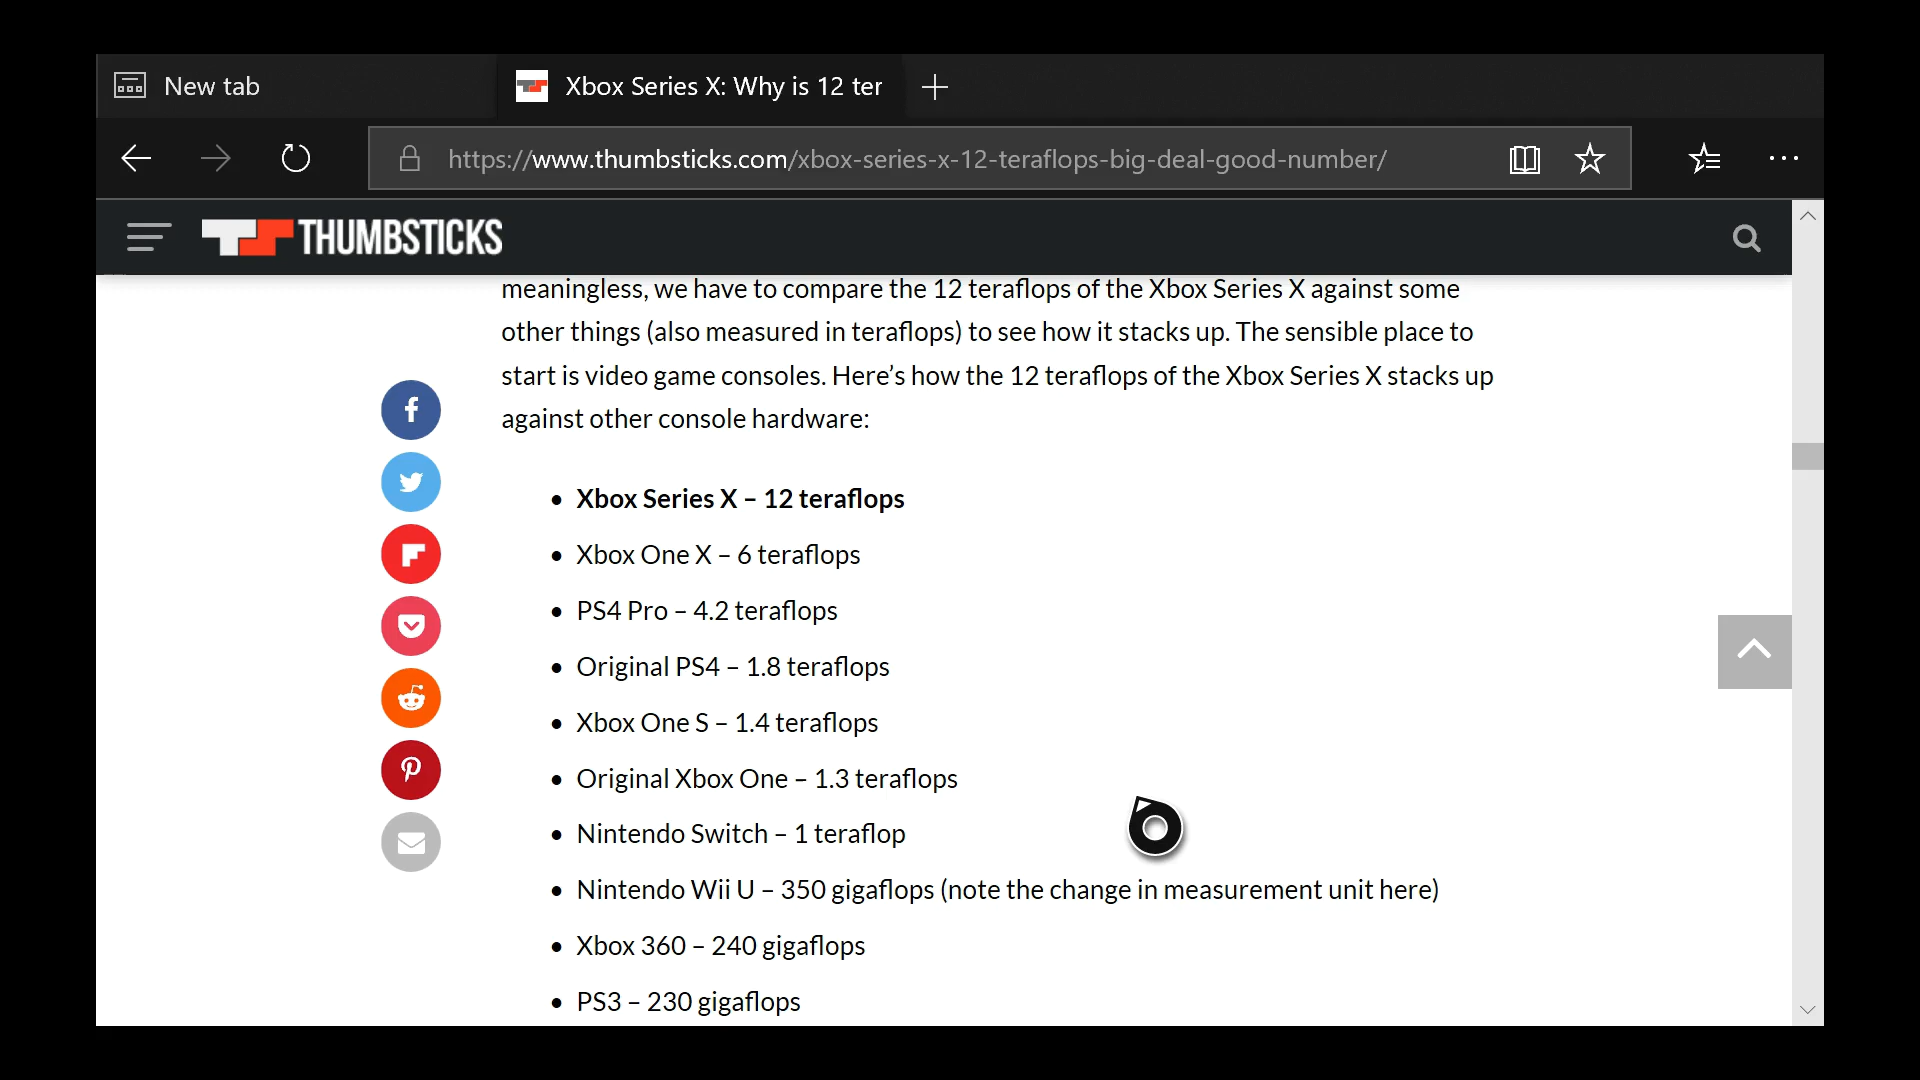 New tab
Xbox Series X: Why is 12 ter
https://www.thumbsticks.com/xbox-series-x-12-teraflops-big-deal-good-number/
THUMBSTICKS
meaningless, we have to compare the 12 teraflops of the Xbox Series X against some
other things (also measured in teraflops) to see how it stacks up. The sensible place to
start is video game consoles. Here’s how the 12 teraflops of the Xbox Series X stacks up
against other console hardware:
• Xbox Series X – 12 teraflops
• Xbox One X – 6 teraflops
• PS4 Pro – 4.2 teraflops
• Original PS4 – 1.8 teraflops
• Xbox One S – 1.4 teraflops
• Original Xbox One – 1.3 teraflops
• Nintendo Switch – 1 teraflop
• Nintendo Wii U – 350 gigaflops (note the change in measurement unit here)
• Xbox 360 – 240 gigaflops
• PS3 – 230 gigaflops